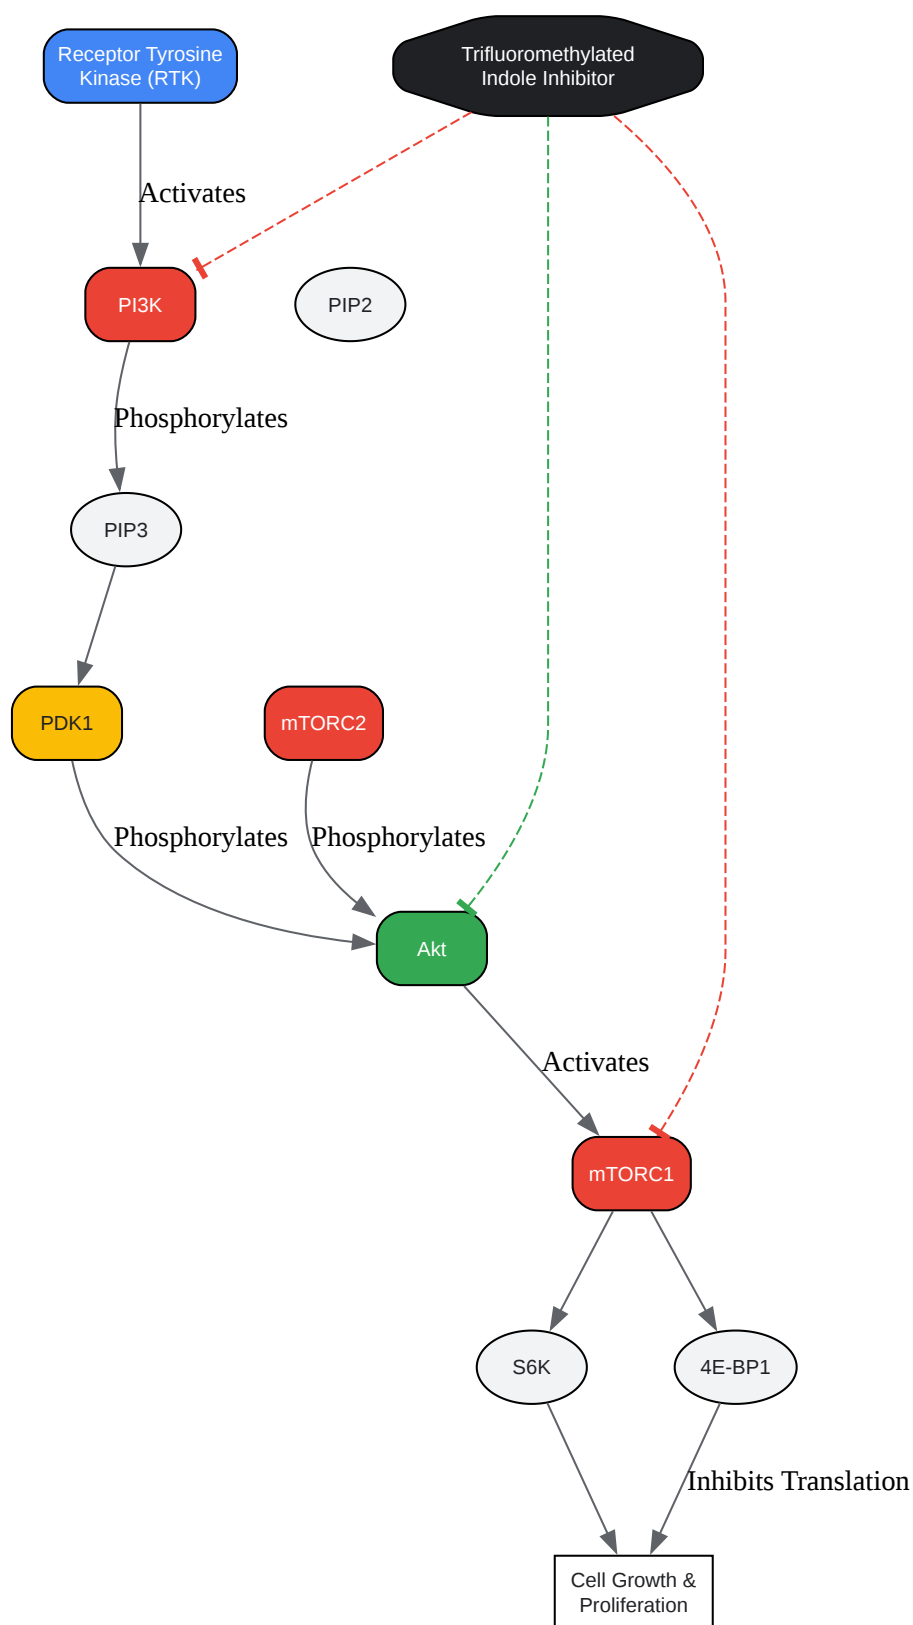 Receptor Tyrosine
Kinase (RTK)
Trifluoromethylated
Indole Inhibitor
Activates
PI3K
PIP2
Phosphorylates
PIP3
PDK1
mTORC2
Phosphorylates
Phosphorylates
Akt
Activates
mTORC1
S6K
4E-BP1
Inhibits Translation
Cell Growth &
Proliferation